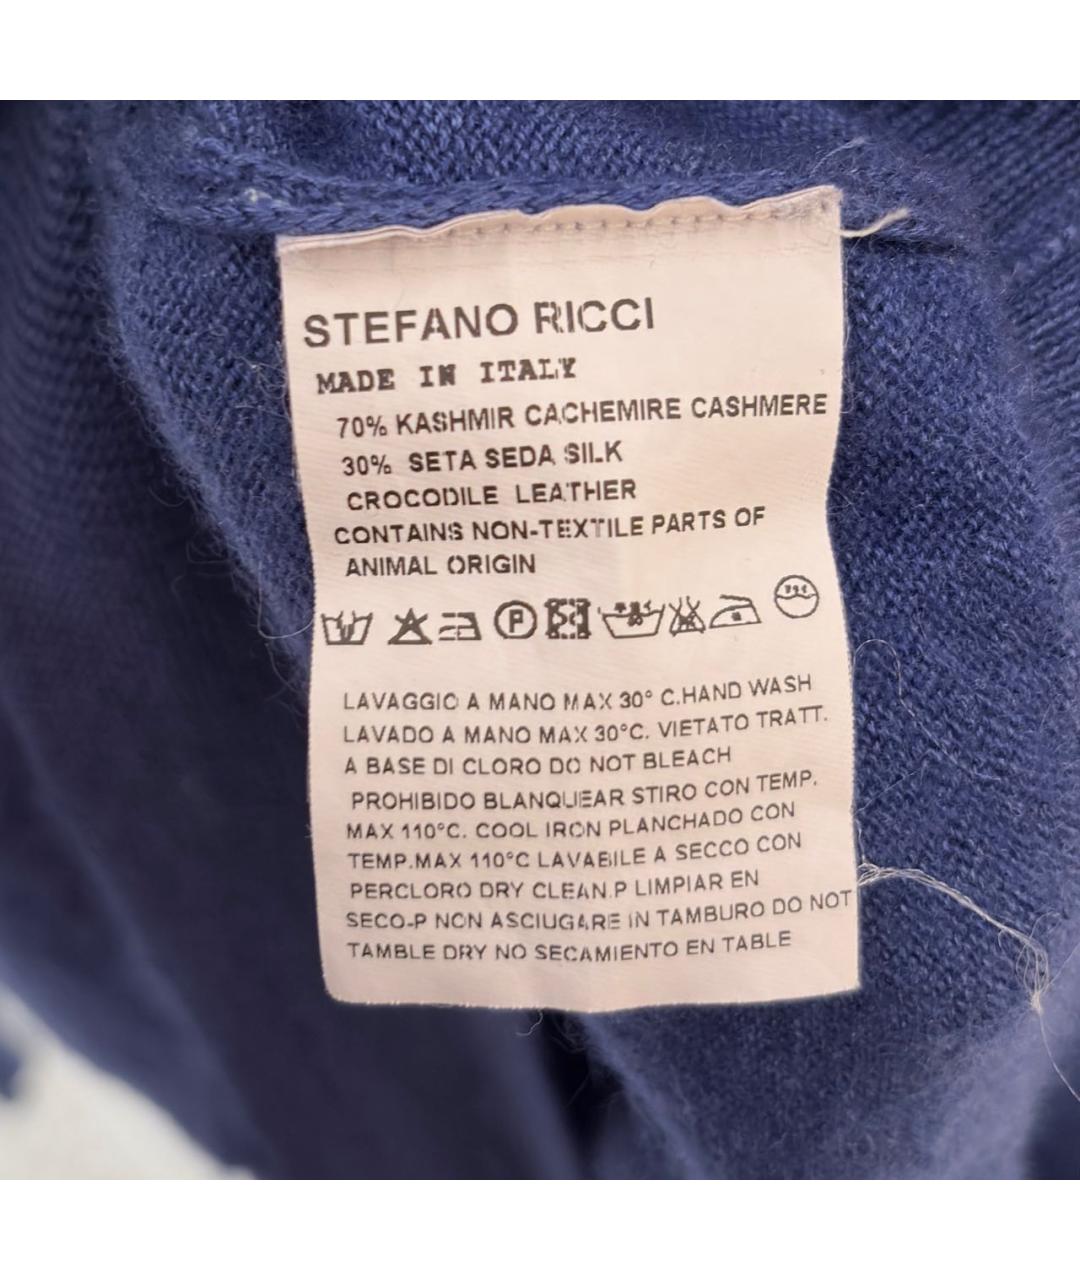 STEFANO RICCI
MADE IN ITALY
70% KASHMIR CACHEMIRE CASHMERE
30% SETA SEDA SILK
CROCODILE LEATHER
CONTAINS NON-TEXTILE PARTS OF
ANIMAL ORIGIN
P
LAVAGGIO A MANO MAX 30° C.HAND WASH
LAVADO A MANO MAX 30°C. VIETATO TRATT.
A BASE DI CLORO DO NOT BLEACH
PROHIBIDO BLANQUEAR STIRO CON TEMP.
MAX 110°C. COOL IRON PLANCHADO CON
TEMP.MAX 110°C LAVABILE A SECCO CON
PERCLORO DRY CLEAN.P LIMPIAR EN
SECO-P NON ASCIUGARE IN TAMBURO DO NOT
TAMBLE DRY NO SECAMIENTO EN TABLE